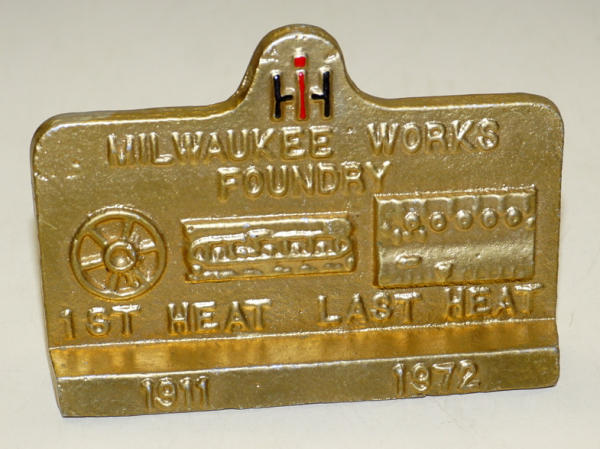 IH
MILWAUKEE WORKS
FOUNDRY
1ST HEAT LAST HEAT
1911 1972